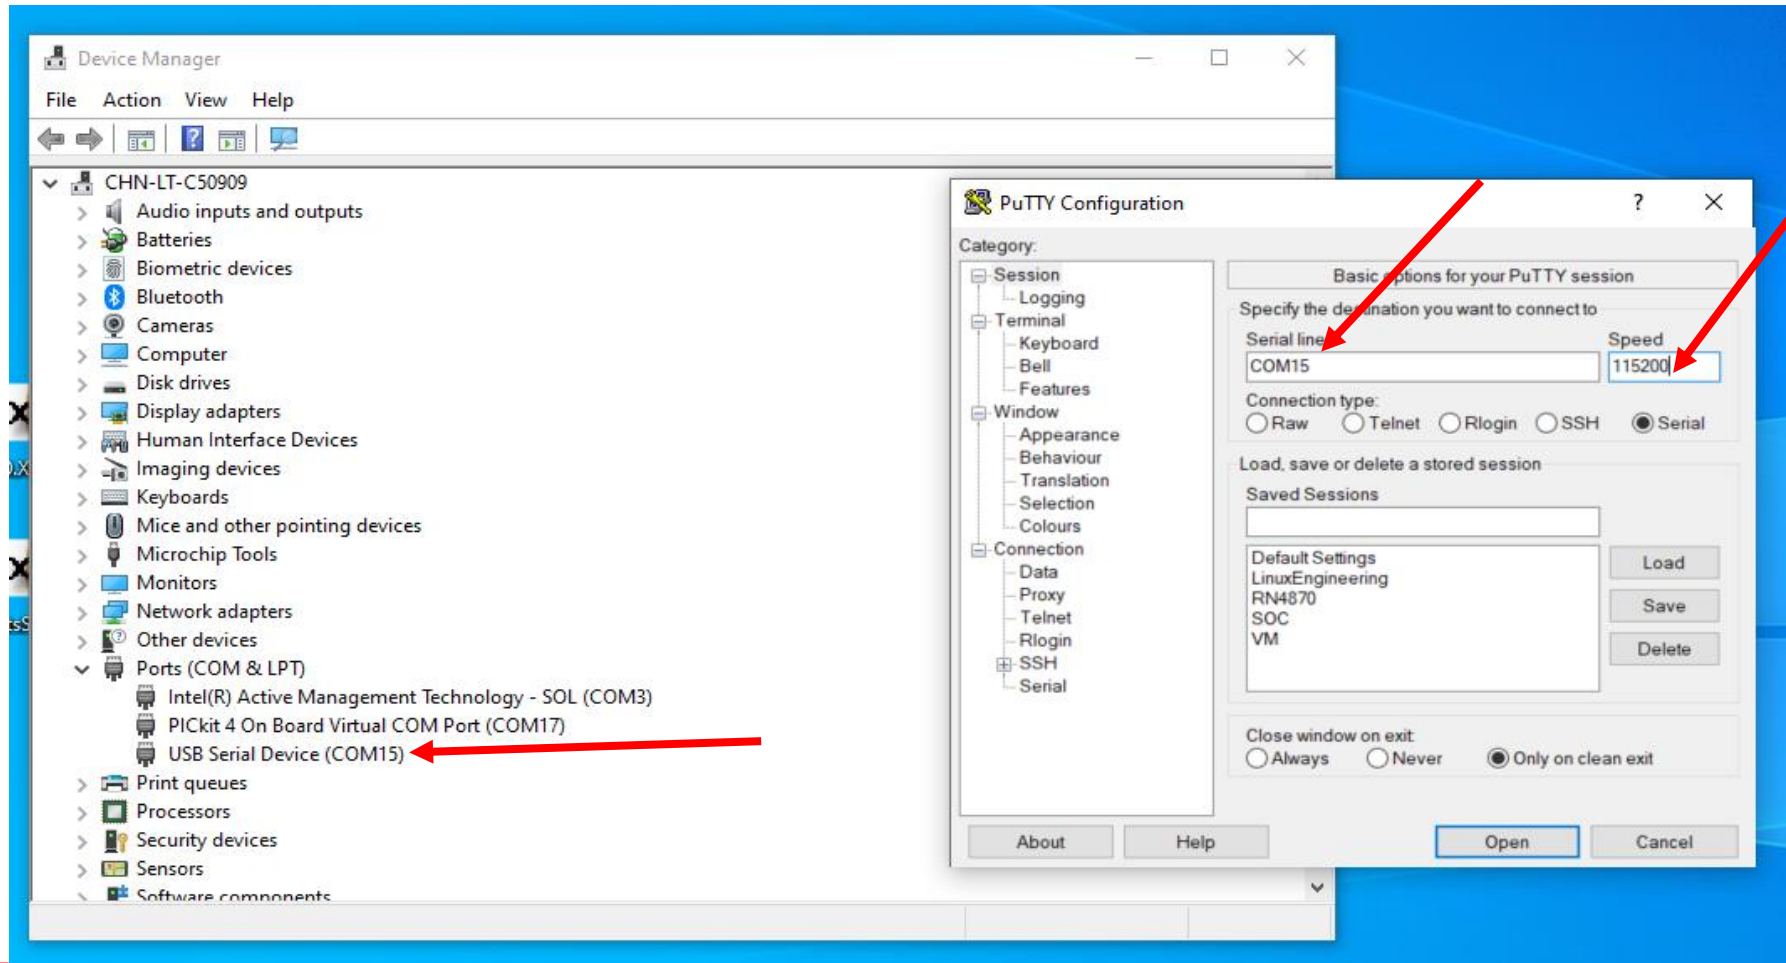 Device Manager
File Action View Help
CHN-LT-C50909
Audio inputs and outputs
Batteries
Biometric devices
Bluetooth
Cameras
Computer
Disk drives
Display adapters
Human Interface Devices
Imaging devices
Keyboards
Mice and other pointing devices
Microchip Tools
Monitors
Network adapters
Other devices
Ports (COM & LPT)
Intel(R) Active Management Technology - SOL (COM3)
PICkit 4 On Board Virtual COM Port (COM17)
USB Serial Device (COM15)
Print queues
Processors
Security devices
Sensors
Software components
PuTTY Configuration
Category:
Session
Logging
Terminal
Keyboard
Bell
Features
Window
Appearance
Behaviour
Translation
Selection
Colours
Connection
Data
Proxy
Telnet
Rlogin
SSH
Serial
Basic options for your PuTTY session
Specify the destination you want to connect to
Serial line Speed
COM15 115200
Connection type:
Raw Telnet Rlogin SSH Serial
Load, save or delete a stored session
Saved Sessions
Default Settings
LinuxEngineering
RN4870
SOC
VM
Load
Save
Delete
Close window on exit:
Always Never Only on clean exit
About Help Open Cancel